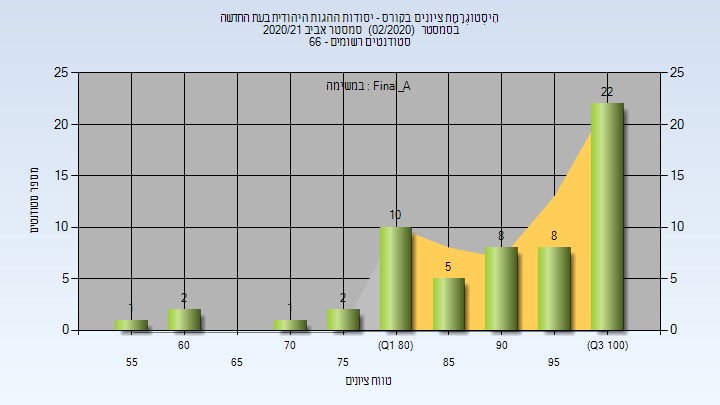 הִיסְטוֹגְרָמַת ציונים בקורס - יסודות ההגות היהודית בעת החדשה
בסמסטר (02/2020) סמסטר אביב 2020/21
סטודנטים רשומים - 66
במשימה : Final_A
25 25
20 20
15 15
10 10
5 5
0 0
מספר סטודנטים
1 2 1 2 10 5 8 8 22
60 70 (Q1 80) 90 (Q3 100)
55 65 75 85 95
טווח ציונים